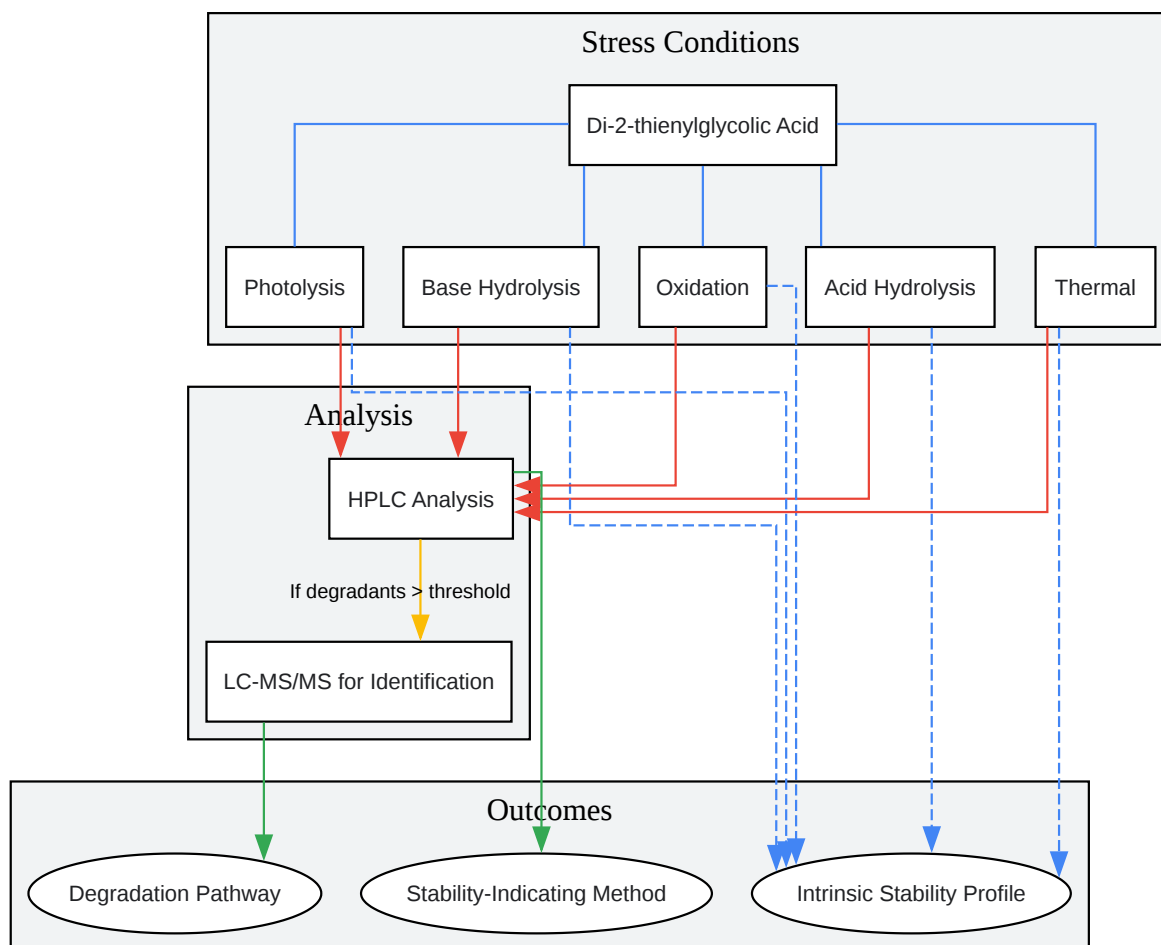 Stress Conditions
Di-2-thienylglycolic Acid
Photolysis
Base Hydrolysis
Oxidation
Acid Hydrolysis
Thermal
Analysis
HPLC Analysis
If degradants > threshold
LC-MS/MS for Identification
Outcomes
Degradation Pathway
Stability-Indicating Method
Intrinsic Stability Profile